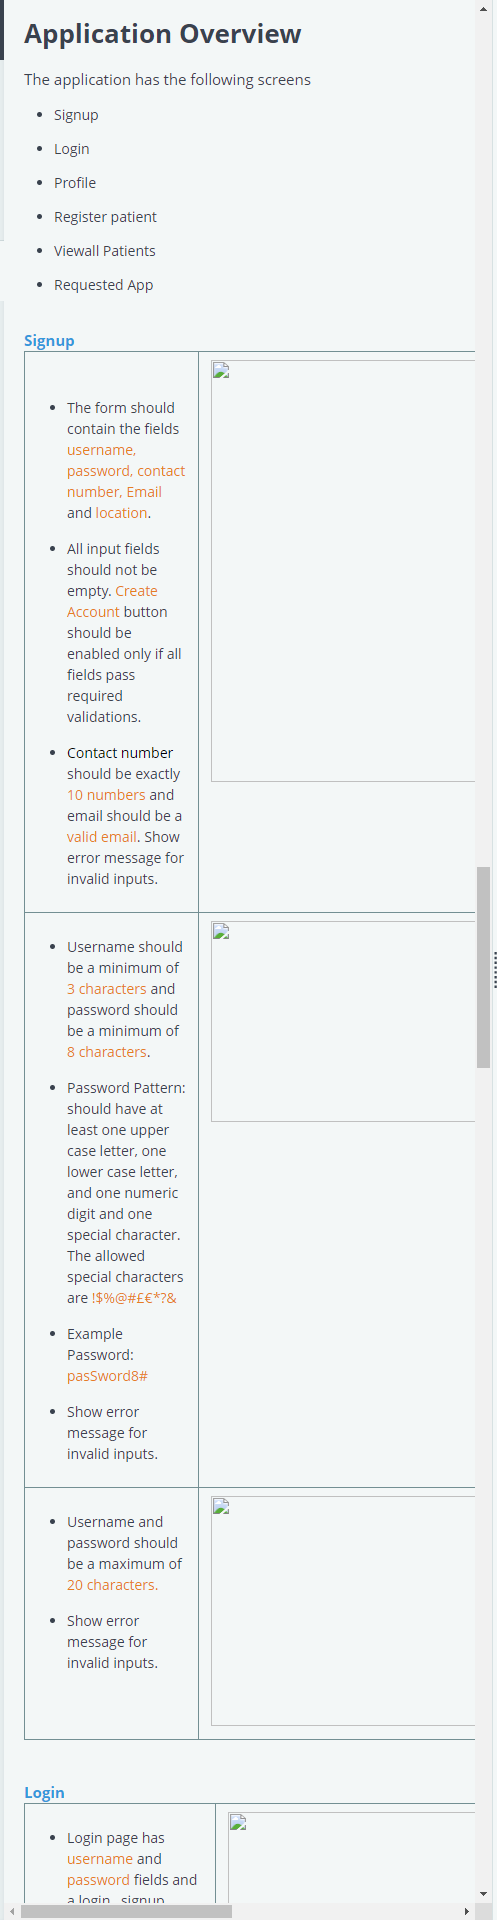 Application Overview
The application has the following screens
Signup
Login
Profile
Register patient
Viewall Patients
Requested App
Signup
The form should
contain the fields
username,
password, contact
number, Email
and location.
All input fields
should not be
empty. Create
Account button
should be
enabled only if all
fields pass
required
validations.
Contact number
should be exactly
10 numbers and
email should be a
valid email. Show
error message for
invalid inputs.
Username should
be a minimum of
3 characters and
password should
be a minimum of
8 characters.
Password Pattern:
should have at
least one upper
case letter, one
lower case letter,
and one numeric
digit and one
special character.
The allowed
special characters
are !$%@#£€*?&
Example
Password:
pasSword8#
Show error
message for
invalid inputs.
Username and
password should
be a maximum of
20 characters.
Show error
message for
invalid inputs.
Login
Login page has
username and
password fields and
a login, signup